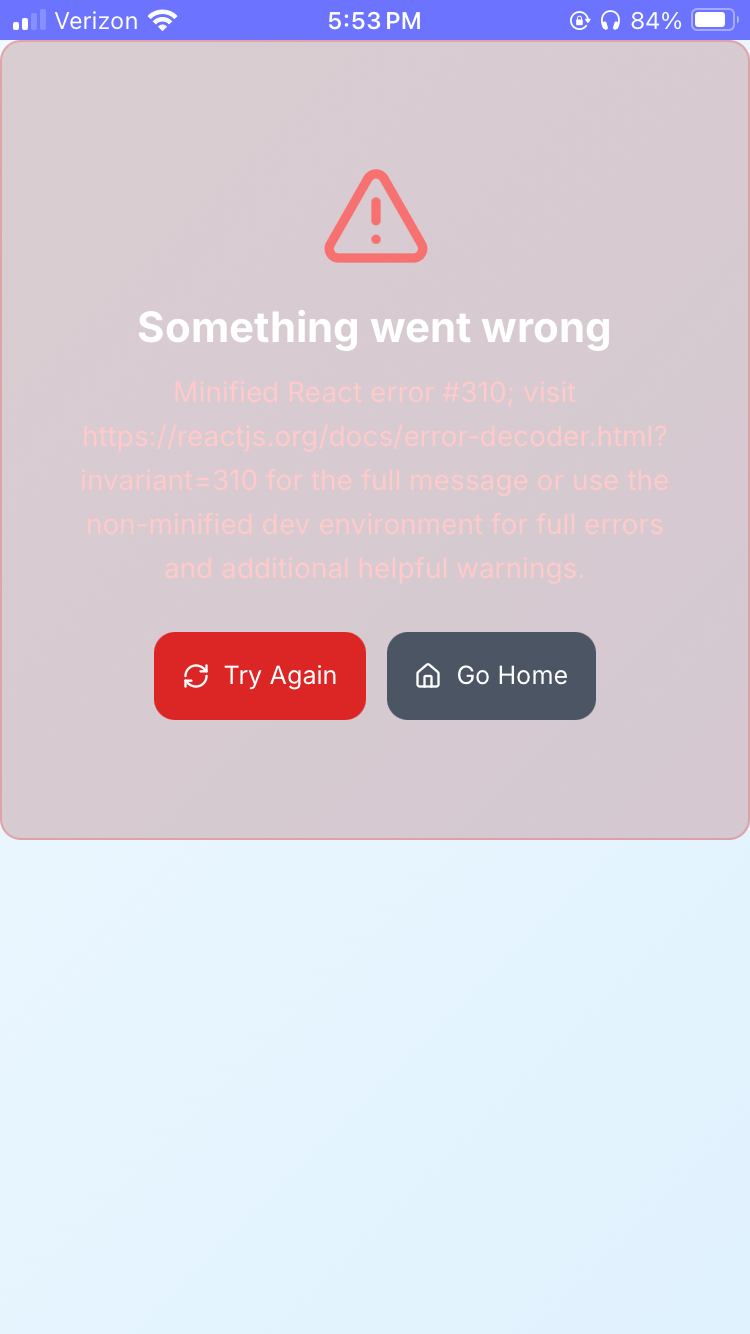 Verizon 5:53 PM 84%
Something went wrong
Minified React error #310; visit
https://reactjs.org/docs/error-decoder.html?
invariant=310 for the full message or use the
non-minified dev environment for full errors
and additional helpful warnings.
Try Again Go Home